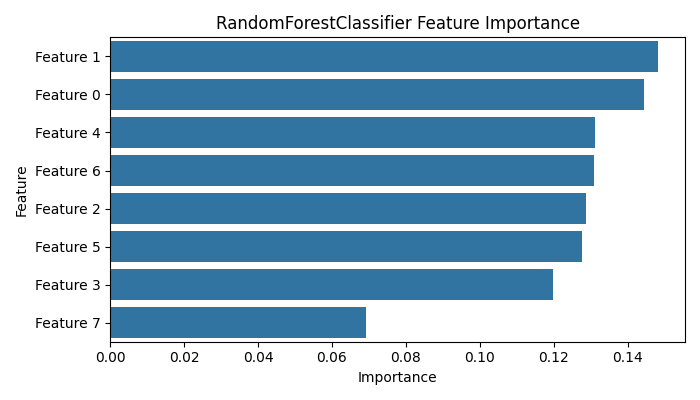 RandomForestClassifier Feature Importance
Feature
Feature 1
Feature 0
Feature 4
Feature 6
Feature 2
Feature 5
Feature 3
Feature 7
0.00 0.02 0.04 0.06 0.08 0.10 0.12 0.14
Importance